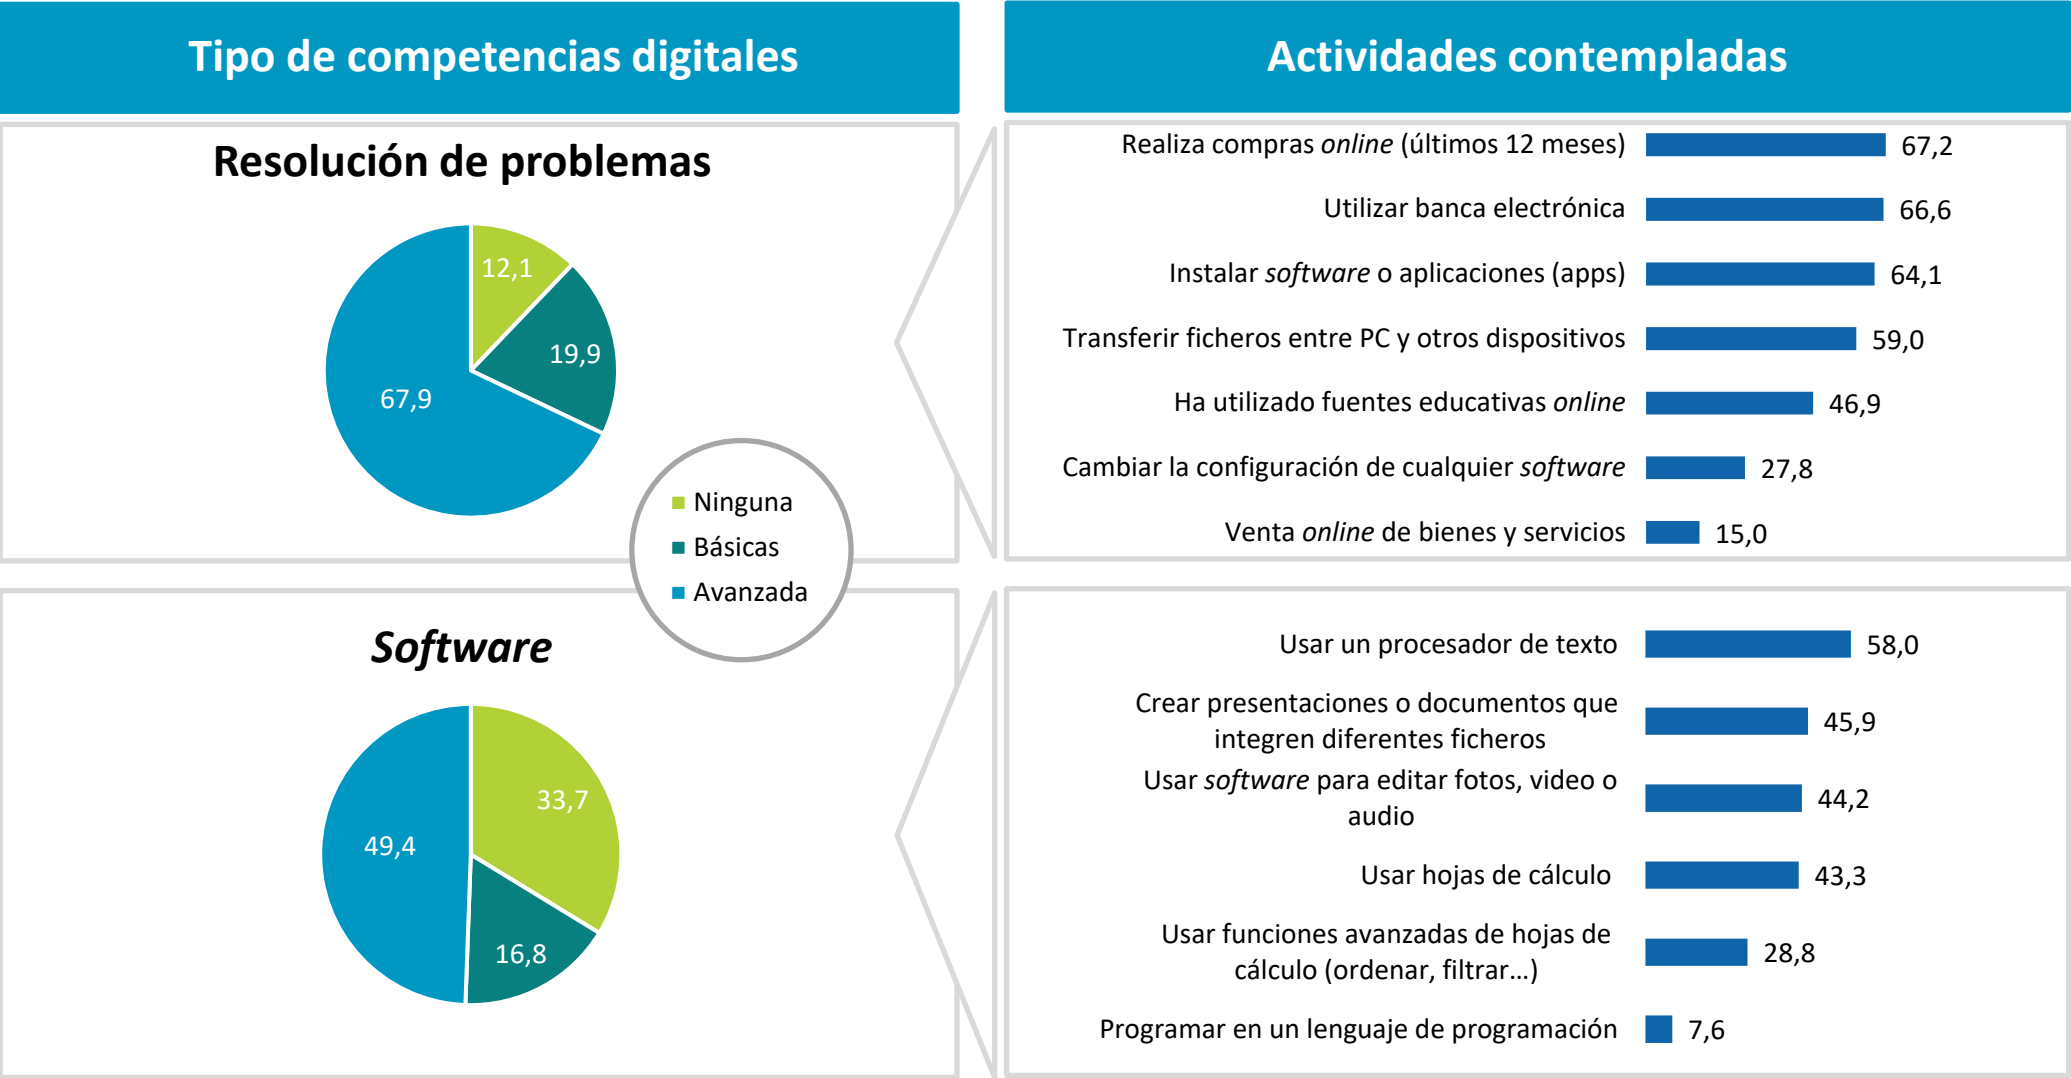 Tipo de competencias digitales
Actividades contempladas
Resolución de problemas
12,1
19,9
67,9
Ninguna
Básicas
Avanzada
Realiza compras online (últimos 12 meses) 67,2
Utilizar banca electrónica 66,6
Instalar software o aplicaciones (apps) 64,1
Transferir ficheros entre PC y otros dispositivos 59,0
Ha utilizado fuentes educativas online 46,9
Cambiar la configuración de cualquier software 27,8
Venta online de bienes y servicios 15,0
Software
33,7
16,8
49,4
Usar un procesador de texto 58,0
Crear presentaciones o documentos que
integren diferentes ficheros 45,9
Usar software para editar fotos, video o
audio 44,2
Usar hojas de cálculo 43,3
Usar funciones avanzadas de hojas de
cálculo (ordenar, filtrar…) 28,8
Programar en un lenguaje de programación 7,6